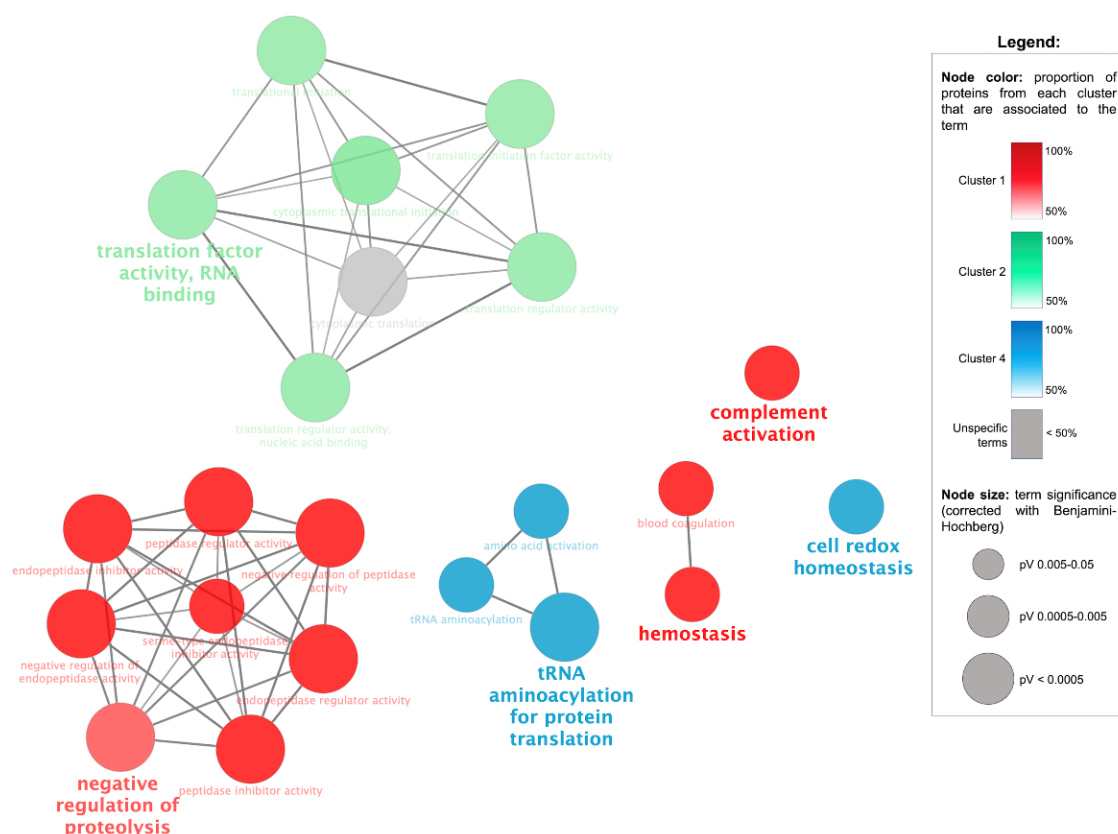 translational initiation
translation initiation factor activity
cytoplasmic translational initiation
translation factor
activity, RNA
binding
translation regulator activity
cytoplasmic translation
translation regulator activity,
nucleic acid binding
complement
activation
peptidase regulator activity
endopeptidase inhibitor activity
negative regulation of peptidase
activity
serine-type endopeptidase
inhibitor activity
negative regulation of
endopeptidase activity
endopeptidase regulator activity
peptidase inhibitor activity
negative
regulation of
proteolysis
amino acid activation
tRNA aminoacylation
tRNA
aminoacylation
for protein
translation
blood coagulation
hemostasis
cell redox
homeostasis
Legend:
Node color: proportion of
proteins from each cluster
that are associated to the
term
Cluster 1
100%
50%
Cluster 2
100%
50%
Cluster 4
100%
50%
Unspecific
terms
< 50%
Node size: term significance
(corrected with Benjamini-
Hochberg)
pV 0.005-0.05
pV 0.0005-0.005
pV < 0.0005